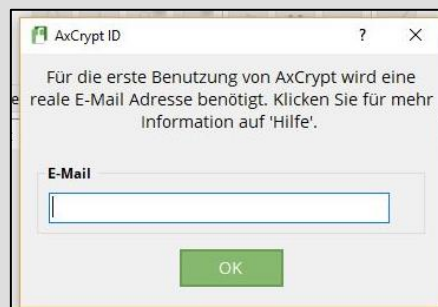 AxCrypt ID
Für die erste Benutzung von AxCrypt wird eine
reale E-Mail Adresse benötigt. Klicken Sie für mehr
Information auf 'Hilfe'.
E-Mail
OK